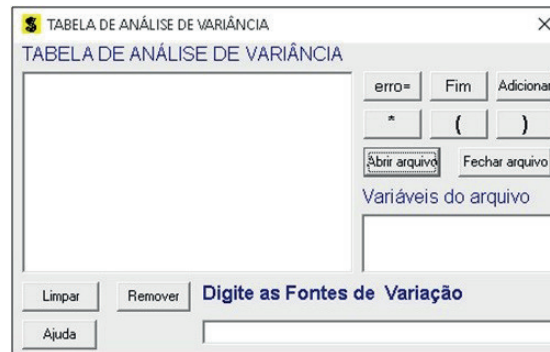 TABELA DE ANÁLISE DE VARIÂNCIA
TABELA DE ANÁLISE DE VARIÂNCIA
erro= Fim Adicionar
* ( )
Abrir arquivo Fechar arquivo
Variáveis do arquivo
Limpar Remover Digite as Fontes de Variação
Ajuda